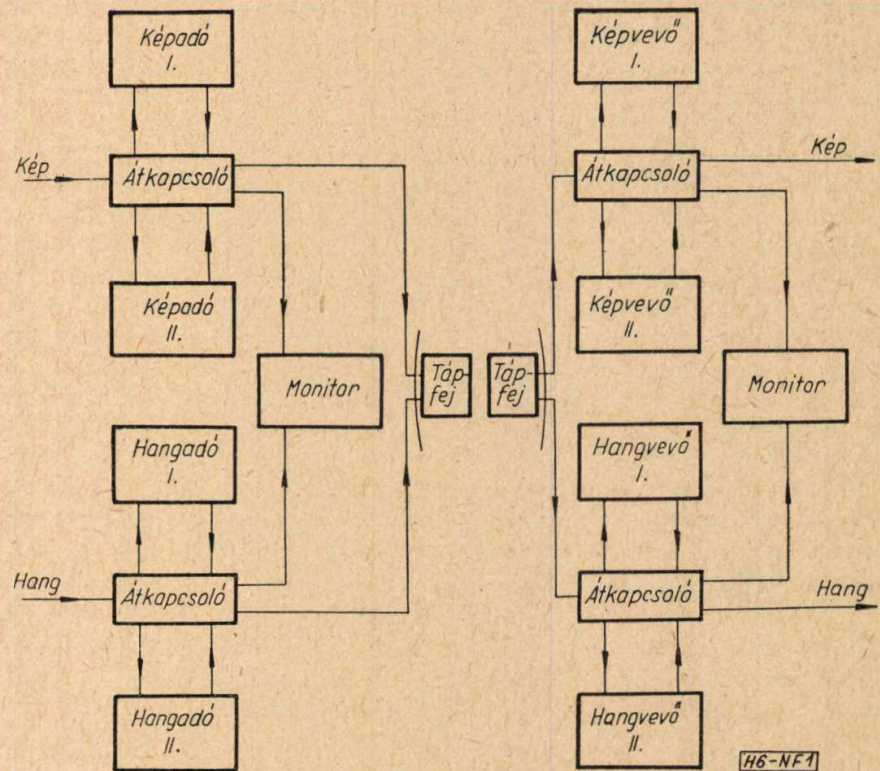 Képadó
I.
Képvevő
I.
Kép
Átkapcsoló
Átkapcsoló
Kép
Képadó
II.
Képvevő
II.
Monitor
Táp-
fej
Táp-
fej
Monitor
Hangadó
I.
Hangvevő
I.
Hang
Átkapcsoló
Átkapcsoló
Hang
Hangadó
II.
Hangvevő
II.
H6-NF1